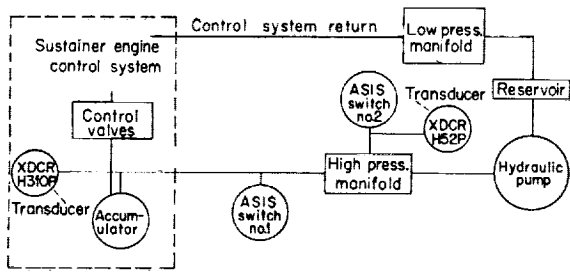 Control system return
Low press.
manifold
Sustainer engine
control system
Reservoir
ASIS
switch
no.2
Transducer
XDCR
H52P
Control
valves
XDCR
H310P
Transducer
Accum-
ulator
ASIS
switch
no.1
High press.
manifold
Hydraulic
pump